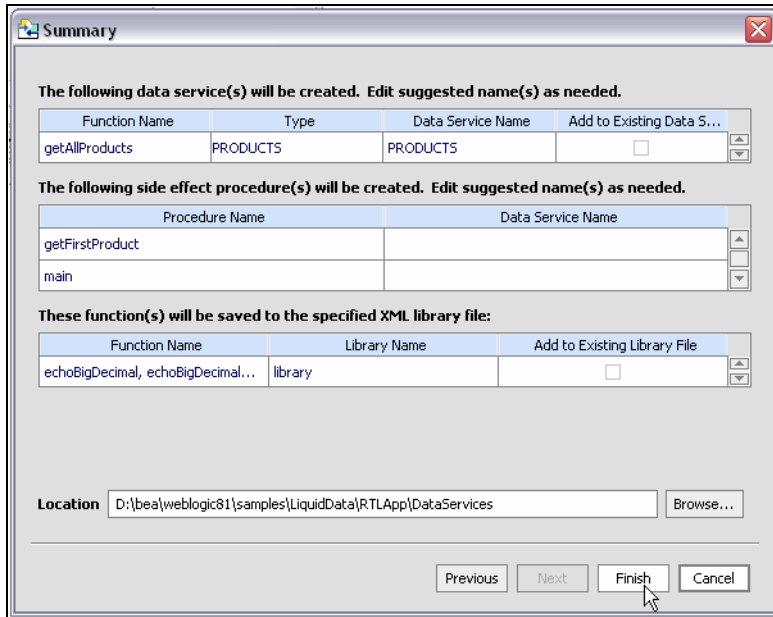 Summary
The following data service(s) will be created. Edit suggested name(s) as needed.
Function Name Type Data Service Name Add to Existing Data S...
getAllProducts PRODUCTS PRODUCTS
The following side effect procedure(s) will be created. Edit suggested name(s) as needed.
Procedure Name Data Service Name
getFirstProduct
main
These function(s) will be saved to the specified XML library file:
Function Name Library Name Add to Existing Library File
echoBigDecimal, echoBigDecimal... library
Location D:\bea\weblogic81\samples\LiquidData\RTLApp\DataServices Browse...
Previous Next Finish Cancel